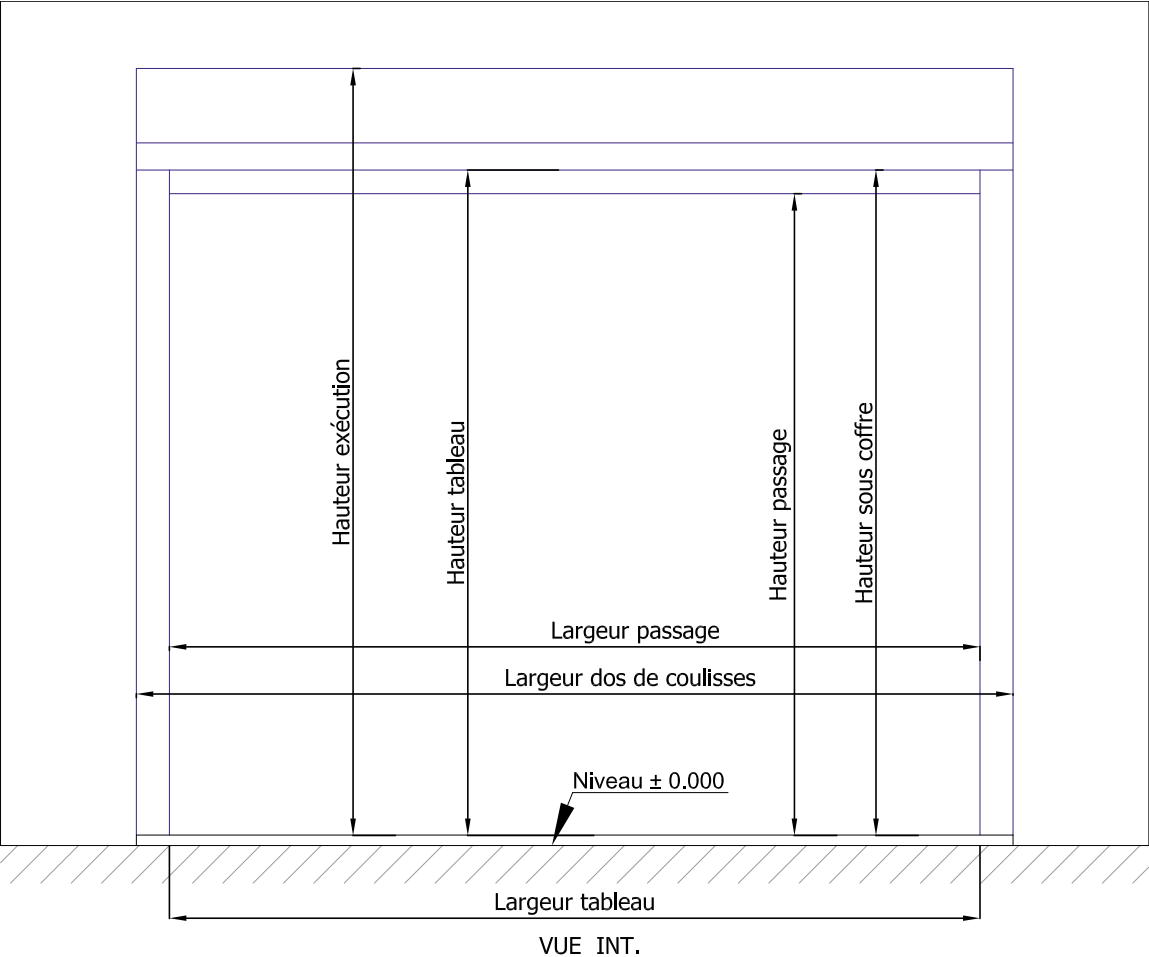 Hauteur exécution
Hauteur tableau
Hauteur passage
Hauteur sous coffre
Largeur passage
Largeur dos de coulisses
Niveau ± 0.000
Largeur tableau
VUE INT.